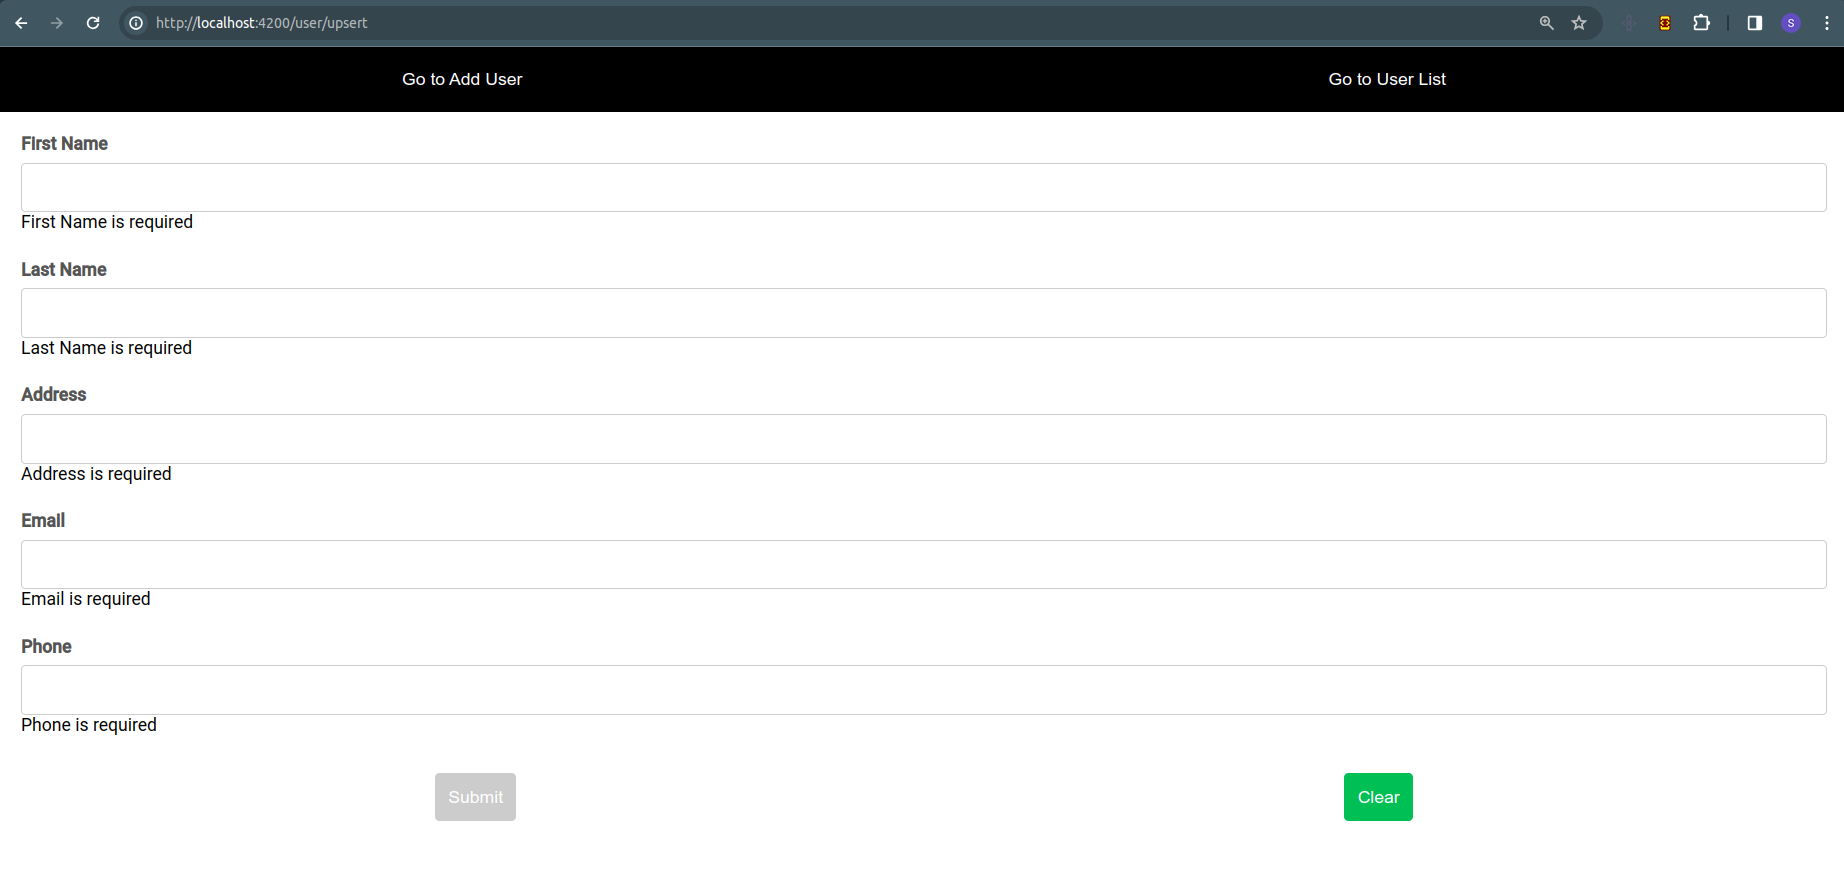 http://localhost:4200/user/upsert
S
Go to Add User
Go to User List
First Name
First Name is required
Last Name
Last Name is required
Address
Address is required
Email
Email is required
Phone
Phone is required
Submit
Clear